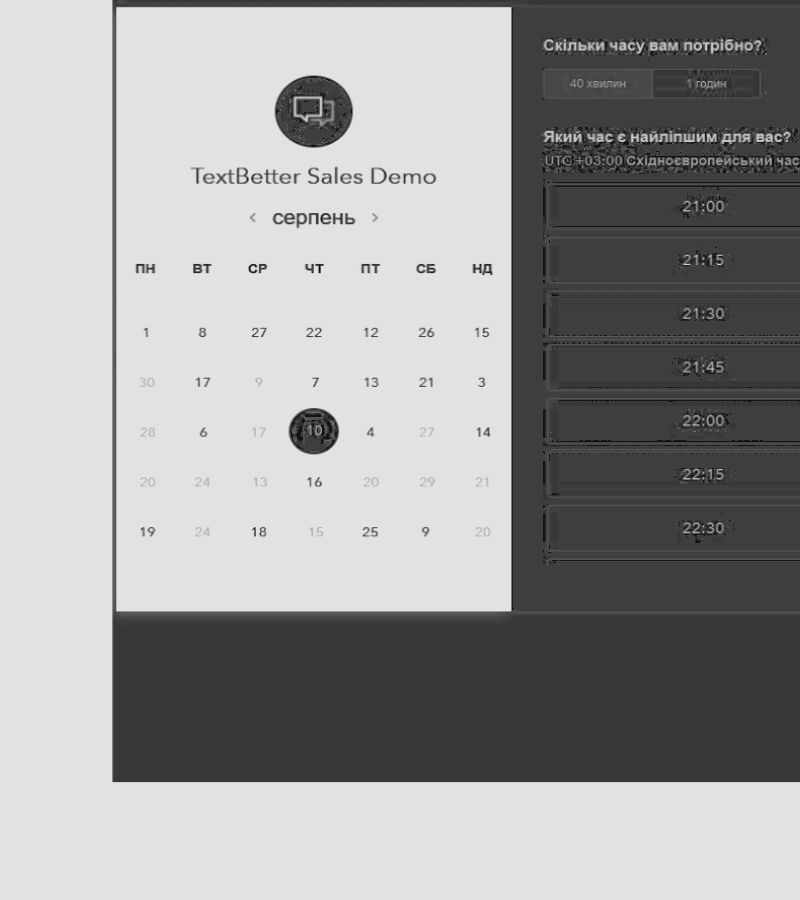 TextBetter Sales Demo
‹ серпень ›
ПН ВТ СР ЧТ ПТ СБ НД
1 8 27 22 12 26 15
30 17 9 7 13 21 3
28 6 17 10 4 27 14
20 24 13 16 20 29 21
19 24 18 15 25 9 20
Скільки часу вам потрібно?
40 хвилин 1 годин
Який час є найліпшим для вас?
UTC +03:00 Східноєвропейський час
21:00
21:15
21:30
21:45
22:00
22:15
22:30